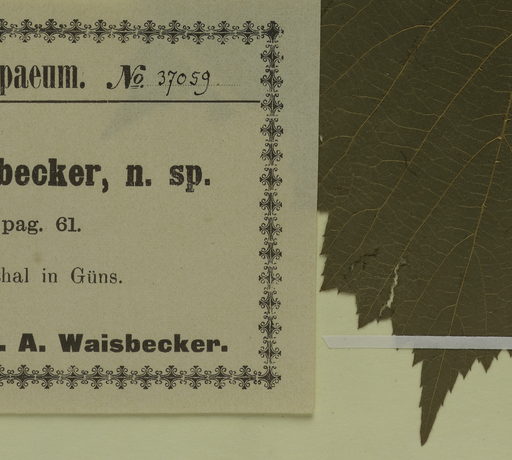 paeum. No. 37059
becker, n. sp.
pag. 61.
hal in Güns.
. A. Waisbecker.